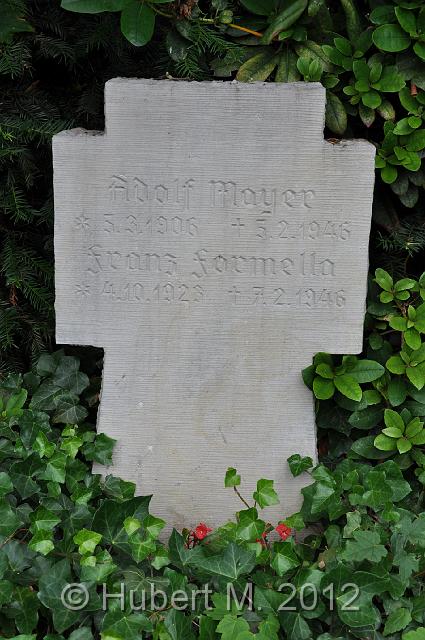 Adolf Mayer
* 5.3.1906 + 5.2.1946
Franz Formella
* 4.10.1923 + 7.2.1946
© Hubert M. 2012